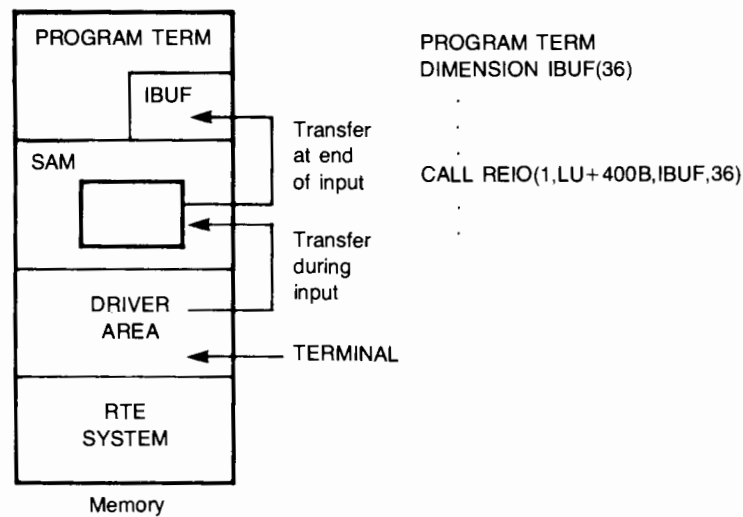 PROGRAM TERM
IBUF
SAM
DRIVER
AREA
RTE
SYSTEM
Memory
Transfer
at end
of input
Transfer
during
input
TERMINAL
PROGRAM TERM
DIMENSION IBUF(36)
.
.
.
CALL REIO(1,LU+400B,IBUF,36)
.
.